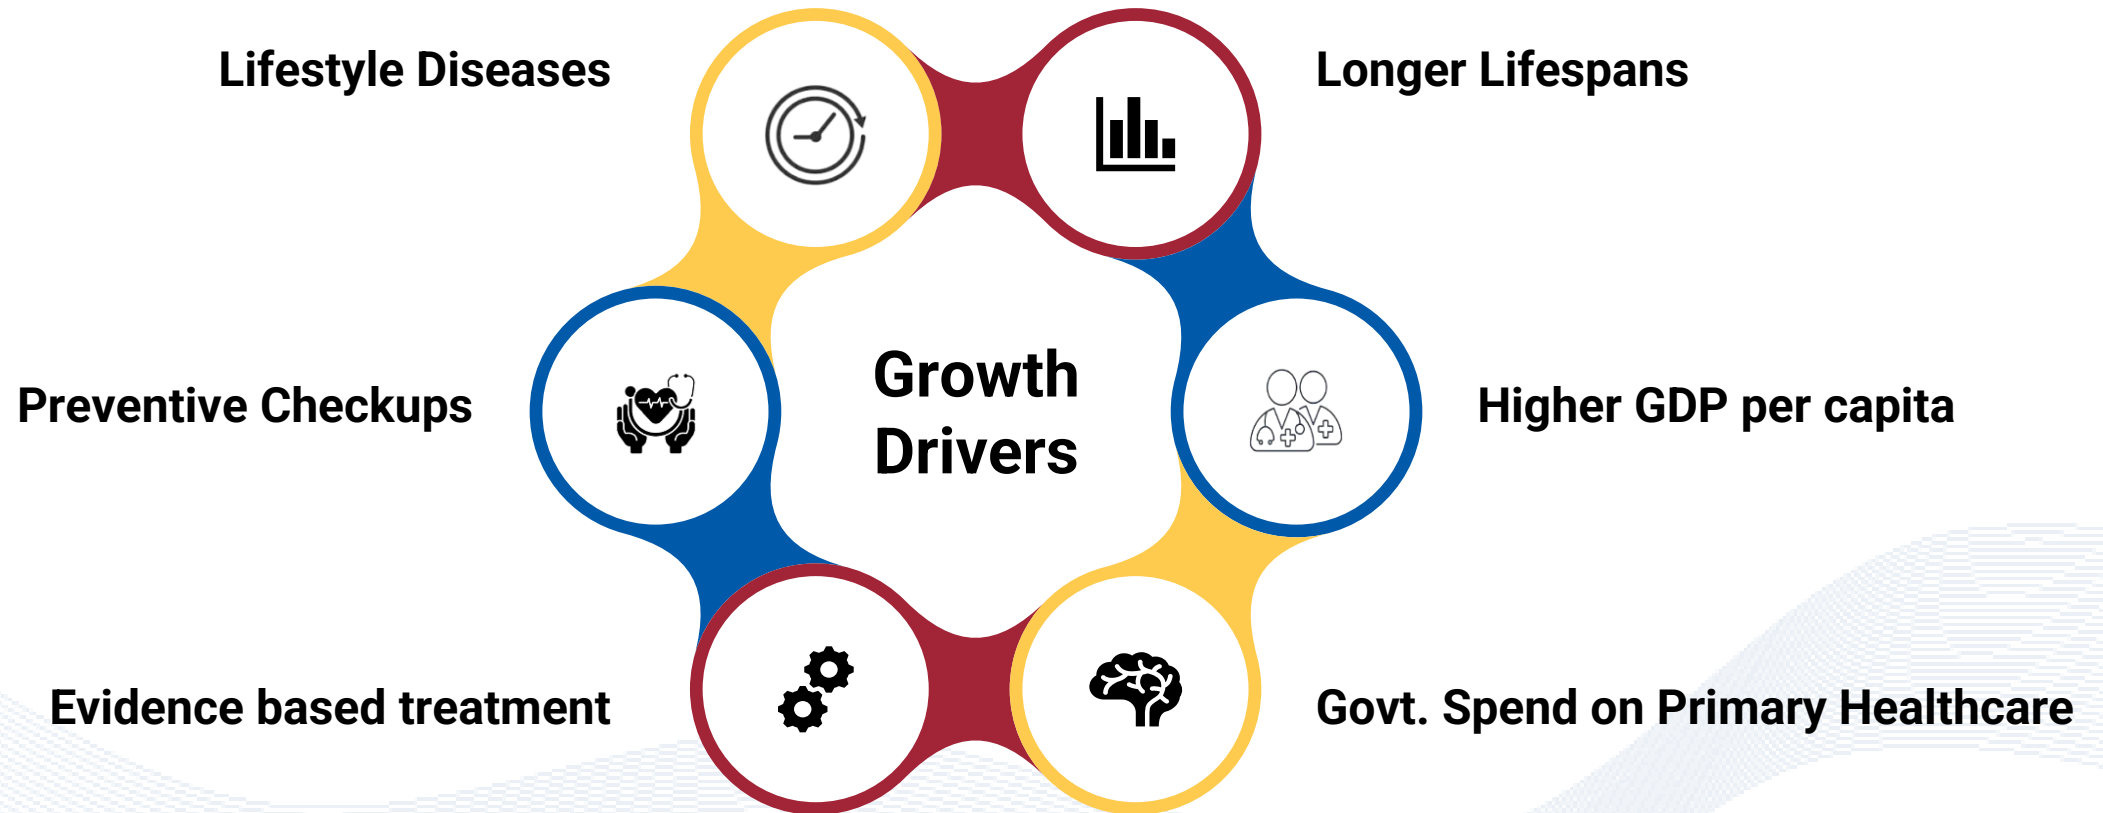 Lifestyle Diseases
Longer Lifespans
Preventive Checkups
Growth
Drivers
Higher GDP per capita
Evidence based treatment
Govt. Spend on Primary Healthcare